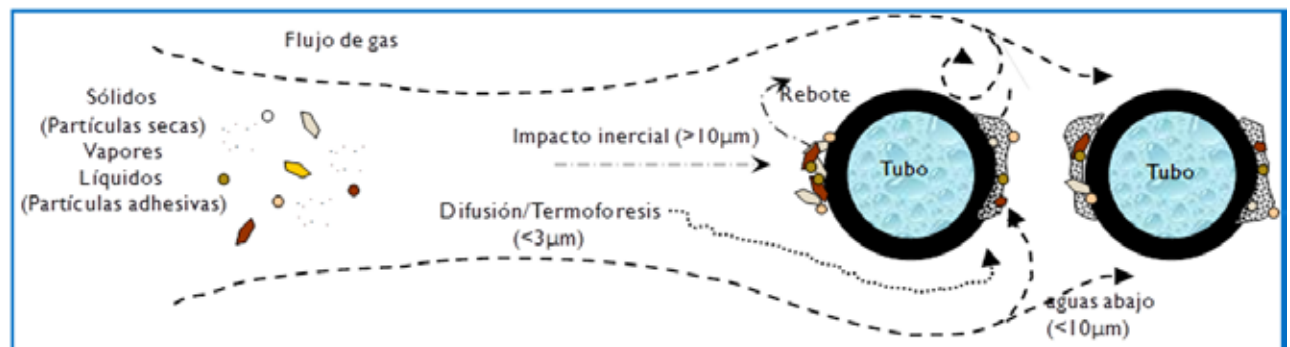 Flujo de gas
Sólidos
(Partículas secas)
Vapores
Líquidos
(Partículas adhesivas)
Rebote
Impacto inercial (>10µm)
Tubo
Tubo
Difusión/Termoforesis
(<3µm)
aguas abajo
(<10µm)